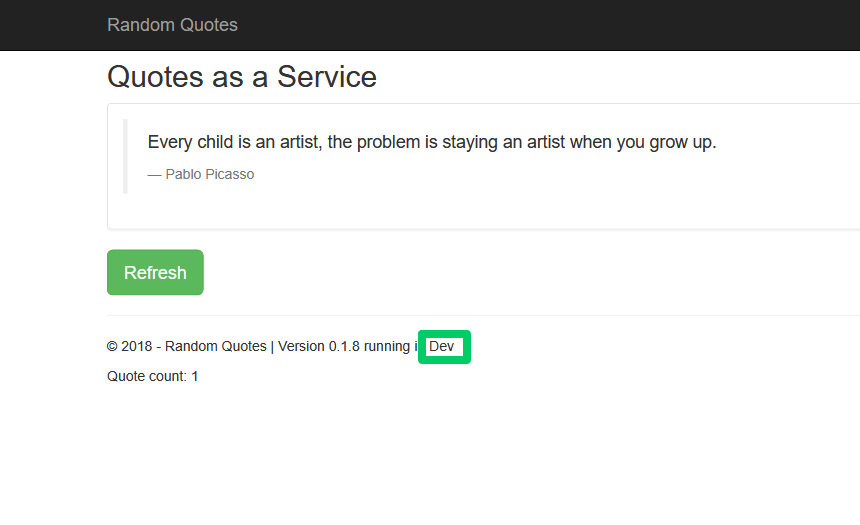 Random Quotes
Quotes as a Service
Every child is an artist, the problem is staying an artist when you grow up.
— Pablo Picasso
Refresh
© 2018 - Random Quotes | Version 0.1.8 running i Dev
Quote count: 1